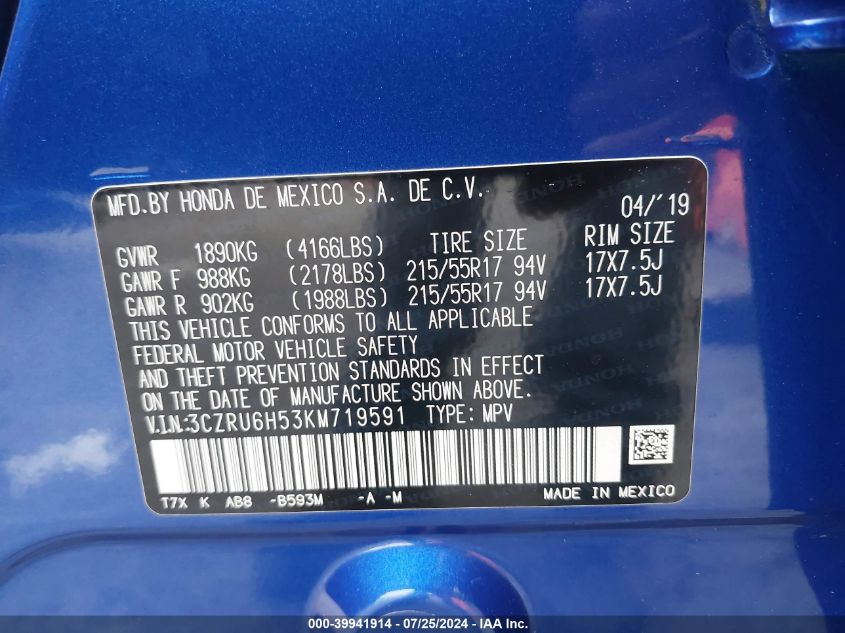 MFD.BY HONDA DE MEXICO S.A. DE C.V.
04/'19
GVWR 1890KG (4166LBS) TIRE SIZE RIM SIZE
GAWR F 988KG (2178LBS) 215/55R17 94V 17X7.5J
GAWR R 902KG (1988LBS) 215/55R17 94V 17X7.5J
THIS VEHICLE CONFORMS TO ALL APPLICABLE
FEDERAL MOTOR VEHICLE SAFETY
AND THEFT PREVENTION STANDARDS IN EFFECT
ON THE DATE OF MANUFACTURE SHOWN ABOVE.
V.I.N.:3CZRU6H53KM719591 TYPE: MPV
T7X K AB8 -B593M -A -M
MADE IN MEXICO
000-39941914 / 07/25/2024 - IAA Inc.